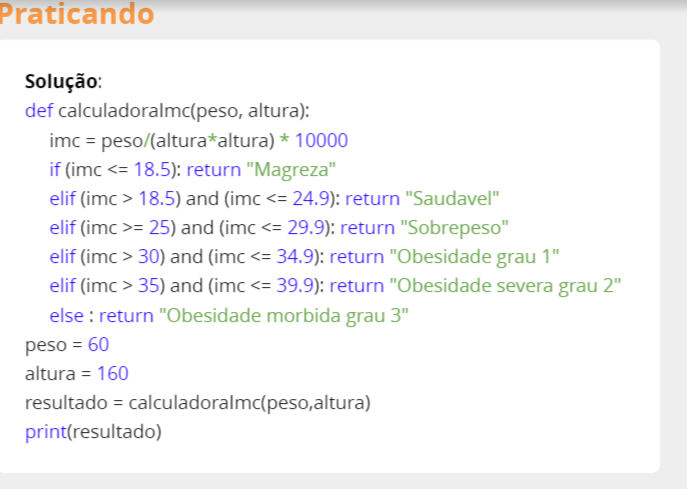 Praticando
Solução:
def calculadoraImc(peso, altura):
imc = peso/(altura*altura) * 10000
if (imc <= 18.5): return "Magreza"
elif (imc > 18.5) and (imc <= 24.9): return "Saudavel"
elif (imc >= 25) and (imc <= 29.9): return "Sobrepeso"
elif (imc > 30) and (imc <= 34.9): return "Obesidade grau 1"
elif (imc > 35) and (imc <= 39.9): return "Obesidade severa grau 2"
else : return "Obesidade morbida grau 3"
peso = 60
altura = 160
resultado = calculadoraImc(peso,altura)
print(resultado)